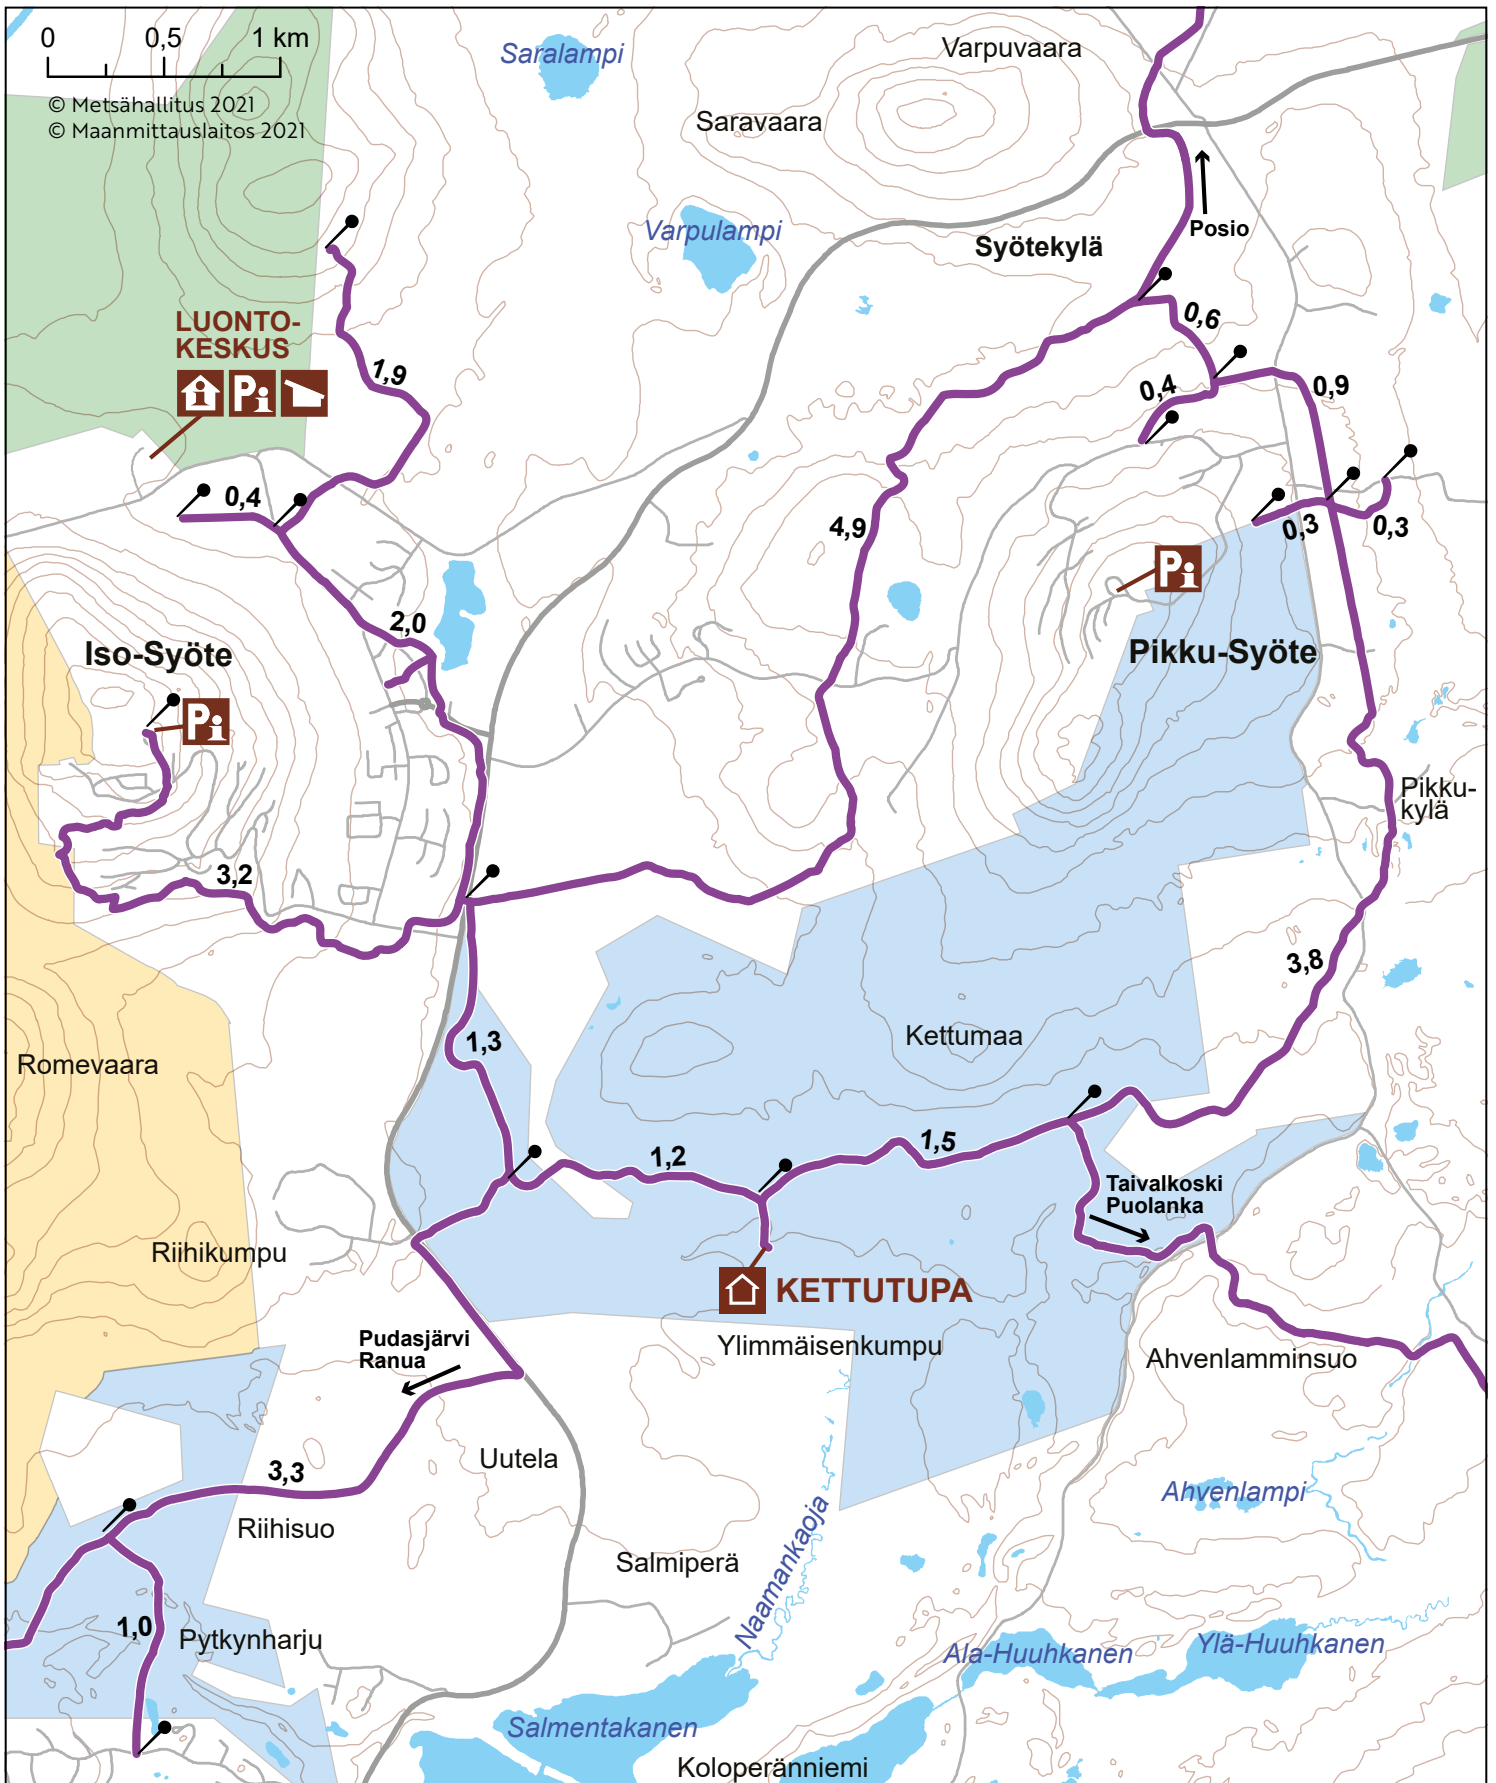 0 0,5 1 km
© Metsähallitus 2021
© Maanmittauslaitos 2021
Saralampi
Varpuvaara
Saravaara
Varpulampi
Syötekylä
Posio
LUONTO-
KESKUS
Pi
1,9
0,6
0,4
0,9
0,4
4,9
0,3
0,3
Pi
2,0
Iso-Syöte
Pikku-Syöte
Pi
Pikku-
kylä
3,2
3,8
1,3
Kettumaa
Romevaara
1,2
1,5
Taivalkoski
Puolanka
Riihikumpu
KETTUTUPA
Pudasjärvi
Ranua
Ylimmäisenkumpu
Ahvenlamminsuo
Uutela
3,3
Ahvenlampi
Riihisuo
Salmiperä
Naamankaoja
1,0
Pytkynharju
Ala-Huuhkanen
Ylä-Huuhkanen
Salmentakanen
Koloperänniemi